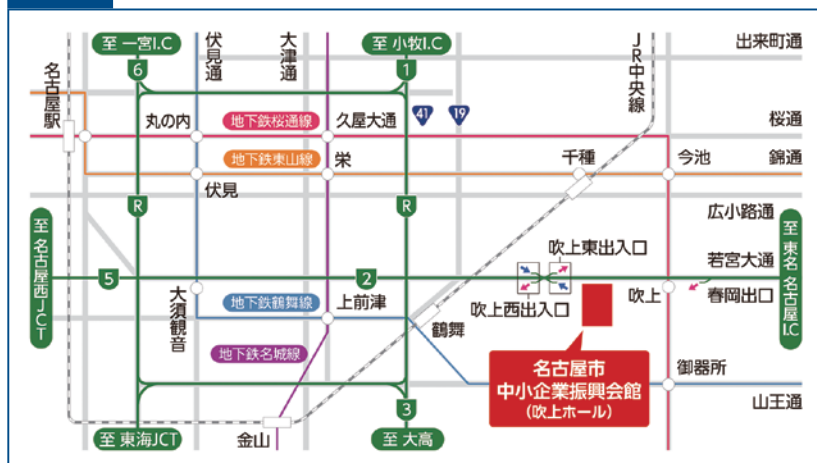 至 一宮I.C
伏見通
大津通
至 小牧I.C
JR中央線
出来町通
名古屋駅
6
1
丸の内
地下鉄桜通線
久屋大通
41
19
桜通
地下鉄東山線
栄
千種
今池
錦通
伏見
R
R
広小路通
至 名古屋西JCT
吹上東出入口
若宮大通
至 東名 名古屋I.C
5
2
大須観音
地下鉄鶴舞線
上前津
吹上西出入口
吹上
春岡出口
鶴舞
地下鉄名城線
名古屋市
中小企業振興会館
(吹上ホール)
御器所
3
山王通
至 東海JCT
金山
至 大高